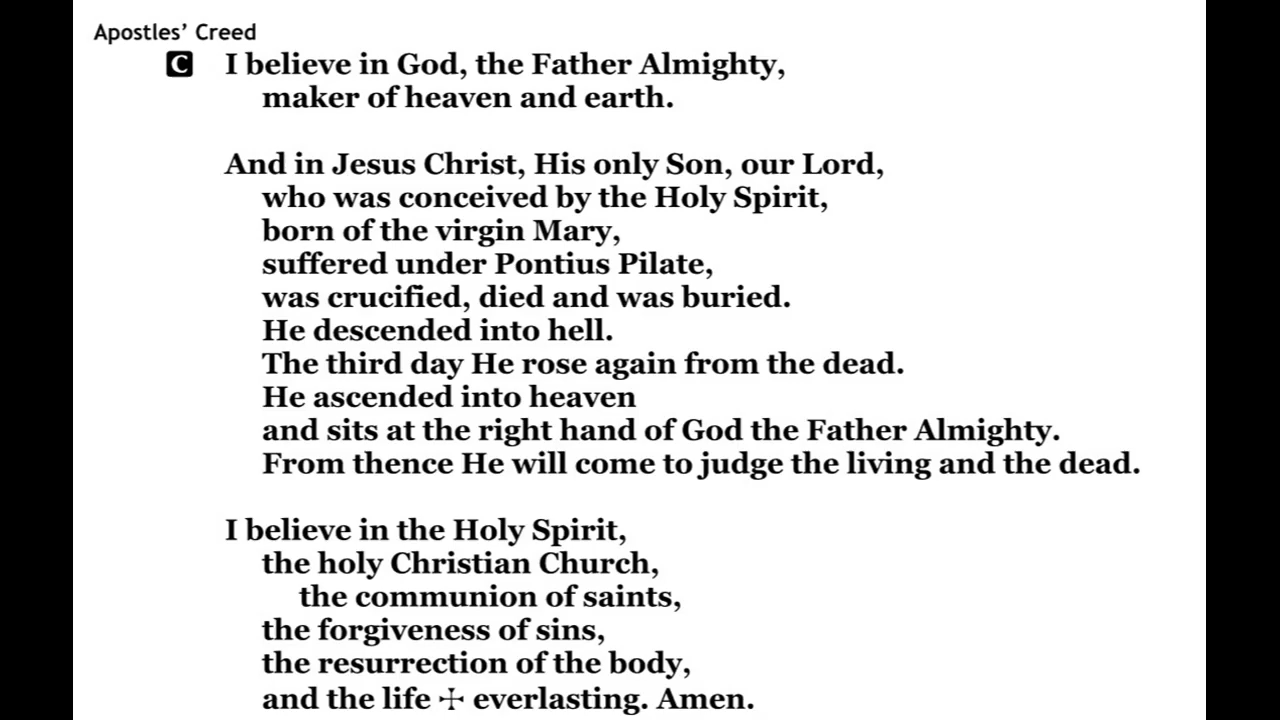 Apostles’ Creed
C I believe in God, the Father Almighty,
maker of heaven and earth.
And in Jesus Christ, His only Son, our Lord,
who was conceived by the Holy Spirit,
born of the virgin Mary,
suffered under Pontius Pilate,
was crucified, died and was buried.
He descended into hell.
The third day He rose again from the dead.
He ascended into heaven
and sits at the right hand of God the Father Almighty.
From thence He will come to judge the living and the dead.
I believe in the Holy Spirit,
the holy Christian Church,
the communion of saints,
the forgiveness of sins,
the resurrection of the body,
and the life ☩ everlasting. Amen.